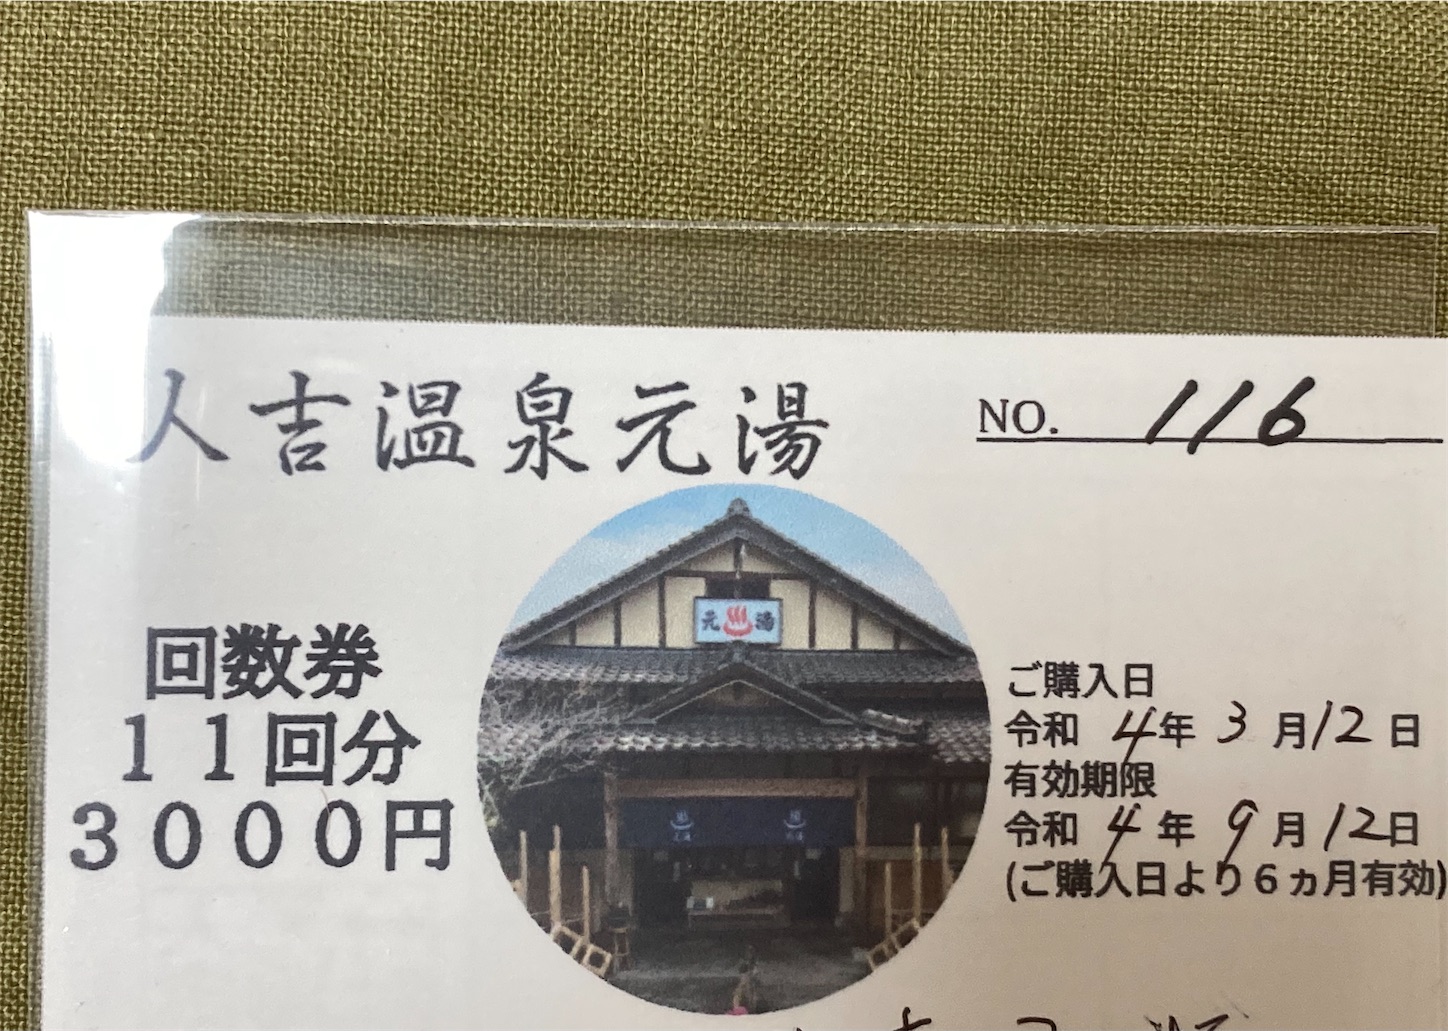 人吉温泉元湯
NO. 116
元♨湯
回数券
11回分
3000円
ご購入日
令和 4年 3月12日
有効期限
令和 4年 9月12日
(ご購入日より6ヵ月有効)